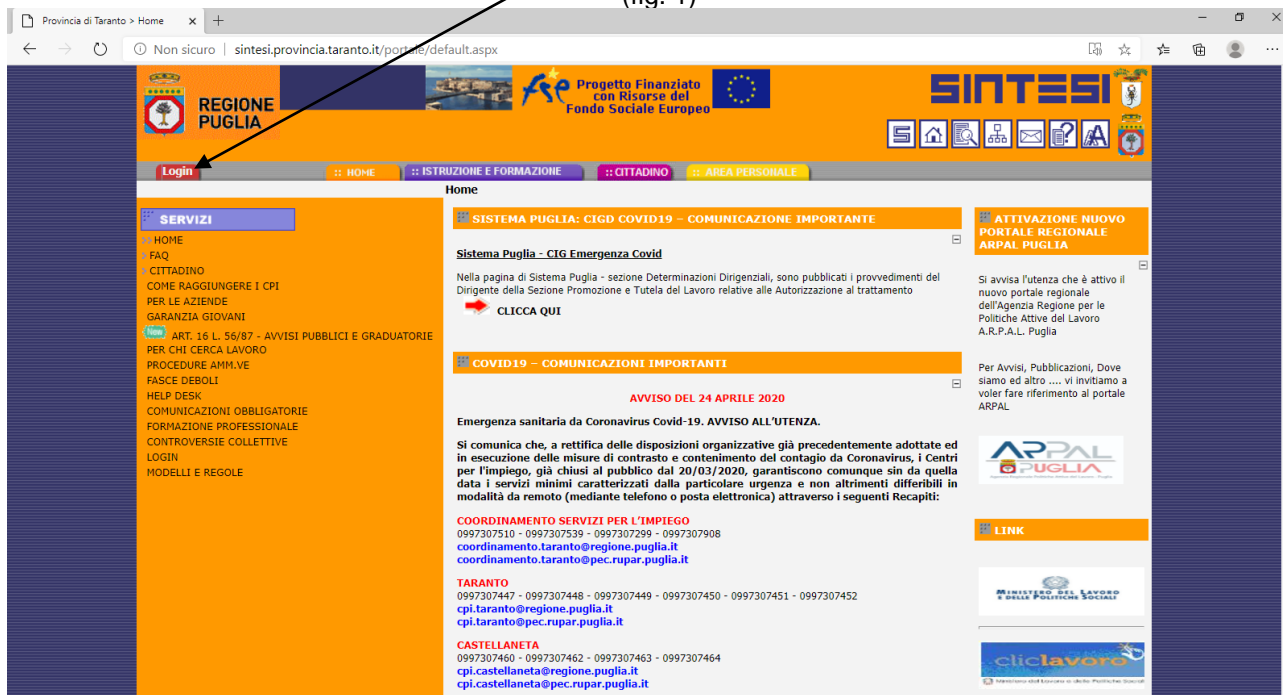 (fig. 1)
Provincia di Taranto > Home
Non sicuro | sintesi.provincia.taranto.it/portale/default.aspx
REGIONE
PUGLIA
fse
Progetto Finanziato
con Risorse del
Fondo Sociale Europeo
SINTESI
Login
:: HOME
:: ISTRUZIONE E FORMAZIONE
:: CITTADINO
:: AREA PERSONALE
Home
SERVIZI
HOME
FAQ
CITTADINO
COME RAGGIUNGERE I CPI
PER LE AZIENDE
GARANZIA GIOVANI
New ART. 16 L. 56/87 - AVVISI PUBBLICI E GRADUATORIE
PER CHI CERCA LAVORO
PROCEDURE AMM.VE
FASCE DEBOLI
HELP DESK
COMUNICAZIONI OBBLIGATORIE
FORMAZIONE PROFESSIONALE
CONTROVERSIE COLLETTIVE
LOGIN
MODELLI E REGOLE
SISTEMA PUGLIA: CIGD COVID19 – COMUNICAZIONE IMPORTANTE
Sistema Puglia - CIG Emergenza Covid
Nella pagina di Sistema Puglia - sezione Determinazioni Dirigenziali, sono pubblicati i provvedimenti del
Dirigente della Sezione Promozione e Tutela del Lavoro relative alle Autorizzazione al trattamento
CLICCA QUI
COVID19 – COMUNICAZIONI IMPORTANTI
AVVISO DEL 24 APRILE 2020
Emergenza sanitaria da Coronavirus Covid-19. AVVISO ALL'UTENZA.
Si comunica che, a rettifica delle disposizioni organizzative già precedentemente adottate ed
in esecuzione delle misure di contrasto e contenimento del contagio da Coronavirus, i Centri
per l'impiego, già chiusi al pubblico dal 20/03/2020, garantiscono comunque sin da quella
data i servizi minimi caratterizzati dalla particolare urgenza e non altrimenti differibili in
modalità da remoto (mediante telefono o posta elettronica) attraverso i seguenti Recapiti:
COORDINAMENTO SERVIZI PER L'IMPIEGO
0997307510 - 0997307539 - 0997307299 - 0997307908
coordinamento.taranto@regione.puglia.it
coordinamento.taranto@pec.rupar.puglia.it
TARANTO
0997307447 - 0997307448 - 0997307449 - 0997307450 - 0997307451 - 0997307452
cpi.taranto@regione.puglia.it
cpi.taranto@pec.rupar.puglia.it
CASTELLANETA
0997307460 - 0997307462 - 0997307463 - 0997307464
cpi.castellaneta@regione.puglia.it
cpi.castellaneta@pec.rupar.puglia.it
ATTIVAZIONE NUOVO
PORTALE REGIONALE
ARPAL PUGLIA
Si avvisa l'utenza che è attivo il
nuovo portale regionale
dell'Agenzia Regione per le
Politiche Attive del Lavoro
A.R.P.A.L. Puglia
Per Avvisi, Pubblicazioni, Dove
siamo ed altro .... vi invitiamo a
voler fare riferimento al portale
ARPAL
ARPAL
PUGLIA
Agenzia Regionale Politiche Attive del Lavoro - Puglia
LINK
MINISTERO DEL LAVORO
E DELLE POLITICHE SOCIALI
cliclavoro
Ministero del Lavoro e delle Politiche Sociali